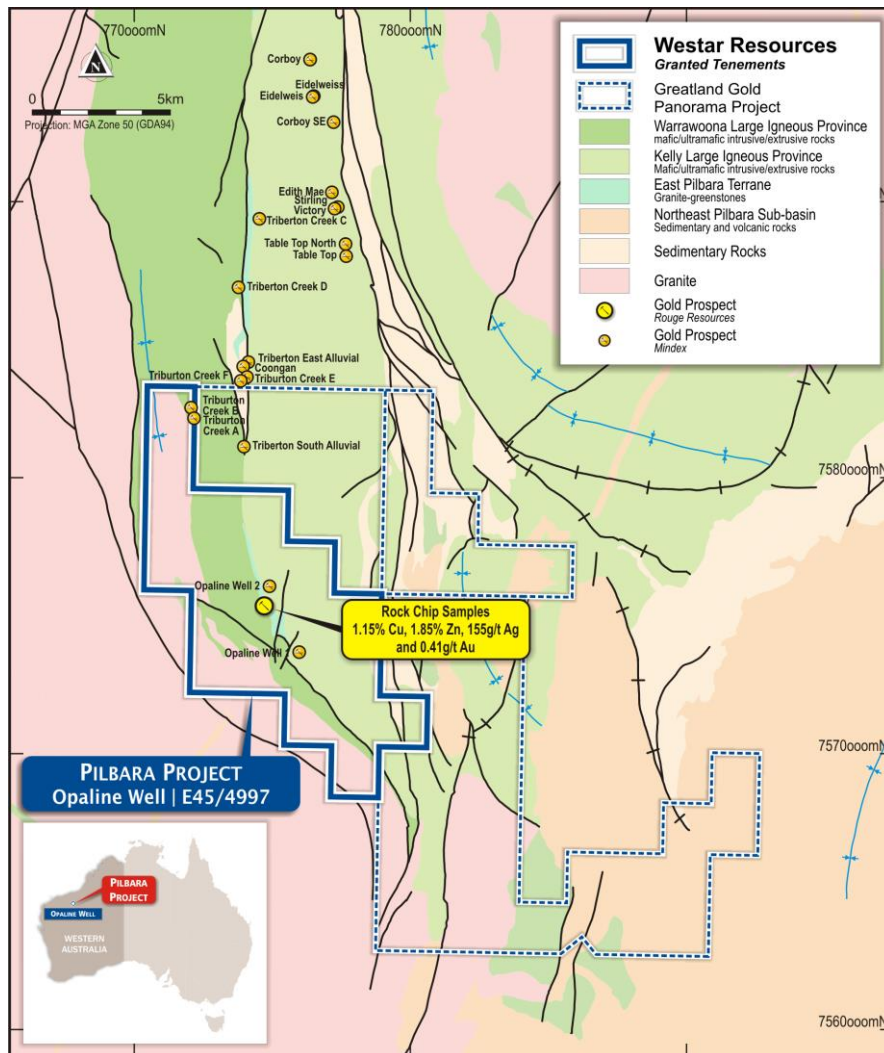 770000mN
780000mN
N
0 5km
Projection: MGA Zone 50 (GDA94)
Westar Resources
Granted Tenements
Greatland Gold
Panorama Project
Warrawoona Large Igneous Province
mafic/ultramafic intrusive/extrusive rocks
Kelly Large Igneous Province
Mafic/ultramafic intrusive/extrusive rocks
East Pilbara Terrane
Granite-greenstones
Northeast Pilbara Sub-basin
Sedimentary and volcanic rocks
Sedimentary Rocks
Granite
Gold Prospect
Rouge Resources
Gold Prospect
Mindex
Corboy
Eidelweiss
Eidelweis
Corboy SE
Edith Mae
Stirling
Victory
Triberton Creek C
Table Top North
Table Top
Triberton Creek D
Triberton East Alluvial
Coongan
Triburton Creek F
Triburton Creek E
Triburton
Creek B
Triburton
Creek A
Triberton South Alluvial
7580000mN
Opaline Well 2
Rock Chip Samples
1.15% Cu, 1.85% Zn, 155g/t Ag
and 0.41g/t Au
Opaline Well 1
7570000mN
PILBARA PROJECT
Opaline Well | E45/4997
PILBARA
PROJECT
OPALINE WELL
WESTERN
AUSTRALIA
7560000mN